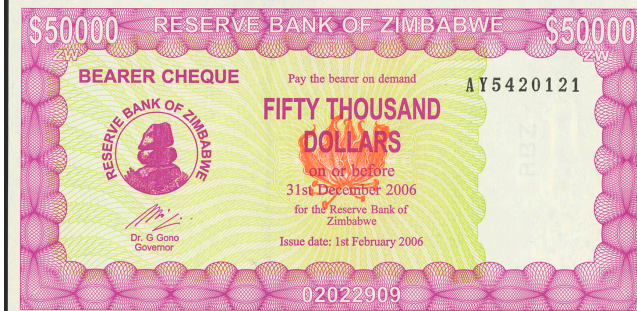 $50000 RESERVE BANK OF ZIMBABWE $50000
ZW ZW
BEARER CHEQUE
Pay the bearer on demand
AY5420121
FIFTY THOUSAND
DOLLARS
on or before
31st December 2006
for the Reserve Bank of
Zimbabwe
Issue date: 1st February 2006
RESERVE BANK OF ZIMBABWE
Dr. G Gono
Governor
RBZ
02022909